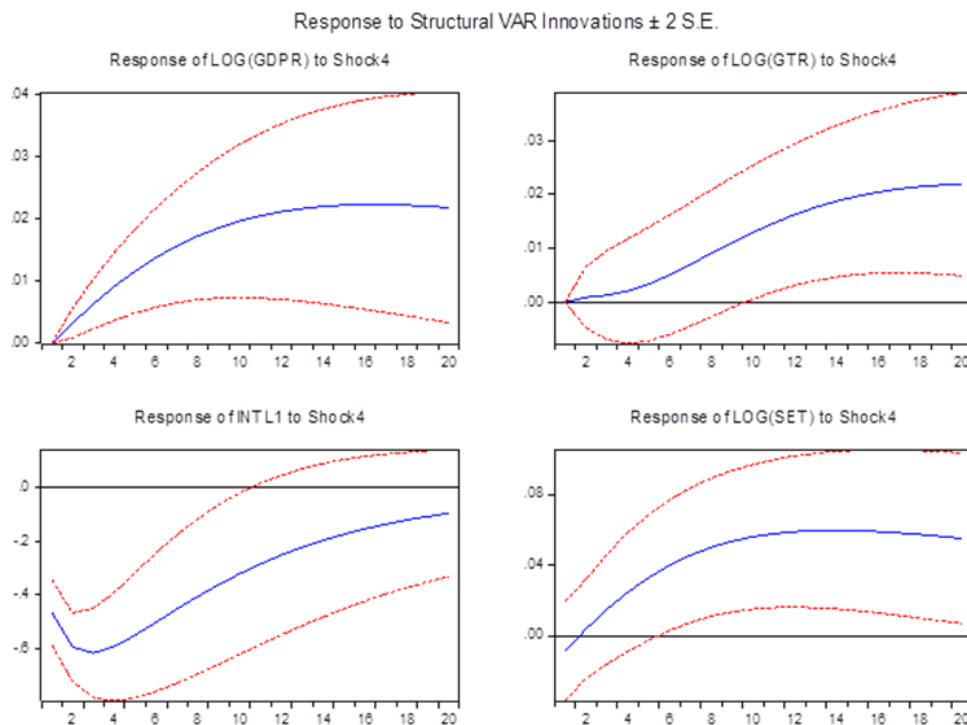 Response to Structural VAR Innovations ± 2 S.E.
Response of LOG(GDPR) to Shock4
.04
.03
.02
.01
.00
2 4 6 8 10 12 14 16 18 20
Response of LOG(GTR) to Shock4
.03
.02
.01
.00
2 4 6 8 10 12 14 16 18 20
Response of INTL1 to Shock4
.0
-.2
-.4
-.6
2 4 6 8 10 12 14 16 18 20
Response of LOG(SET) to Shock4
.08
.04
.00
2 4 6 8 10 12 14 16 18 20